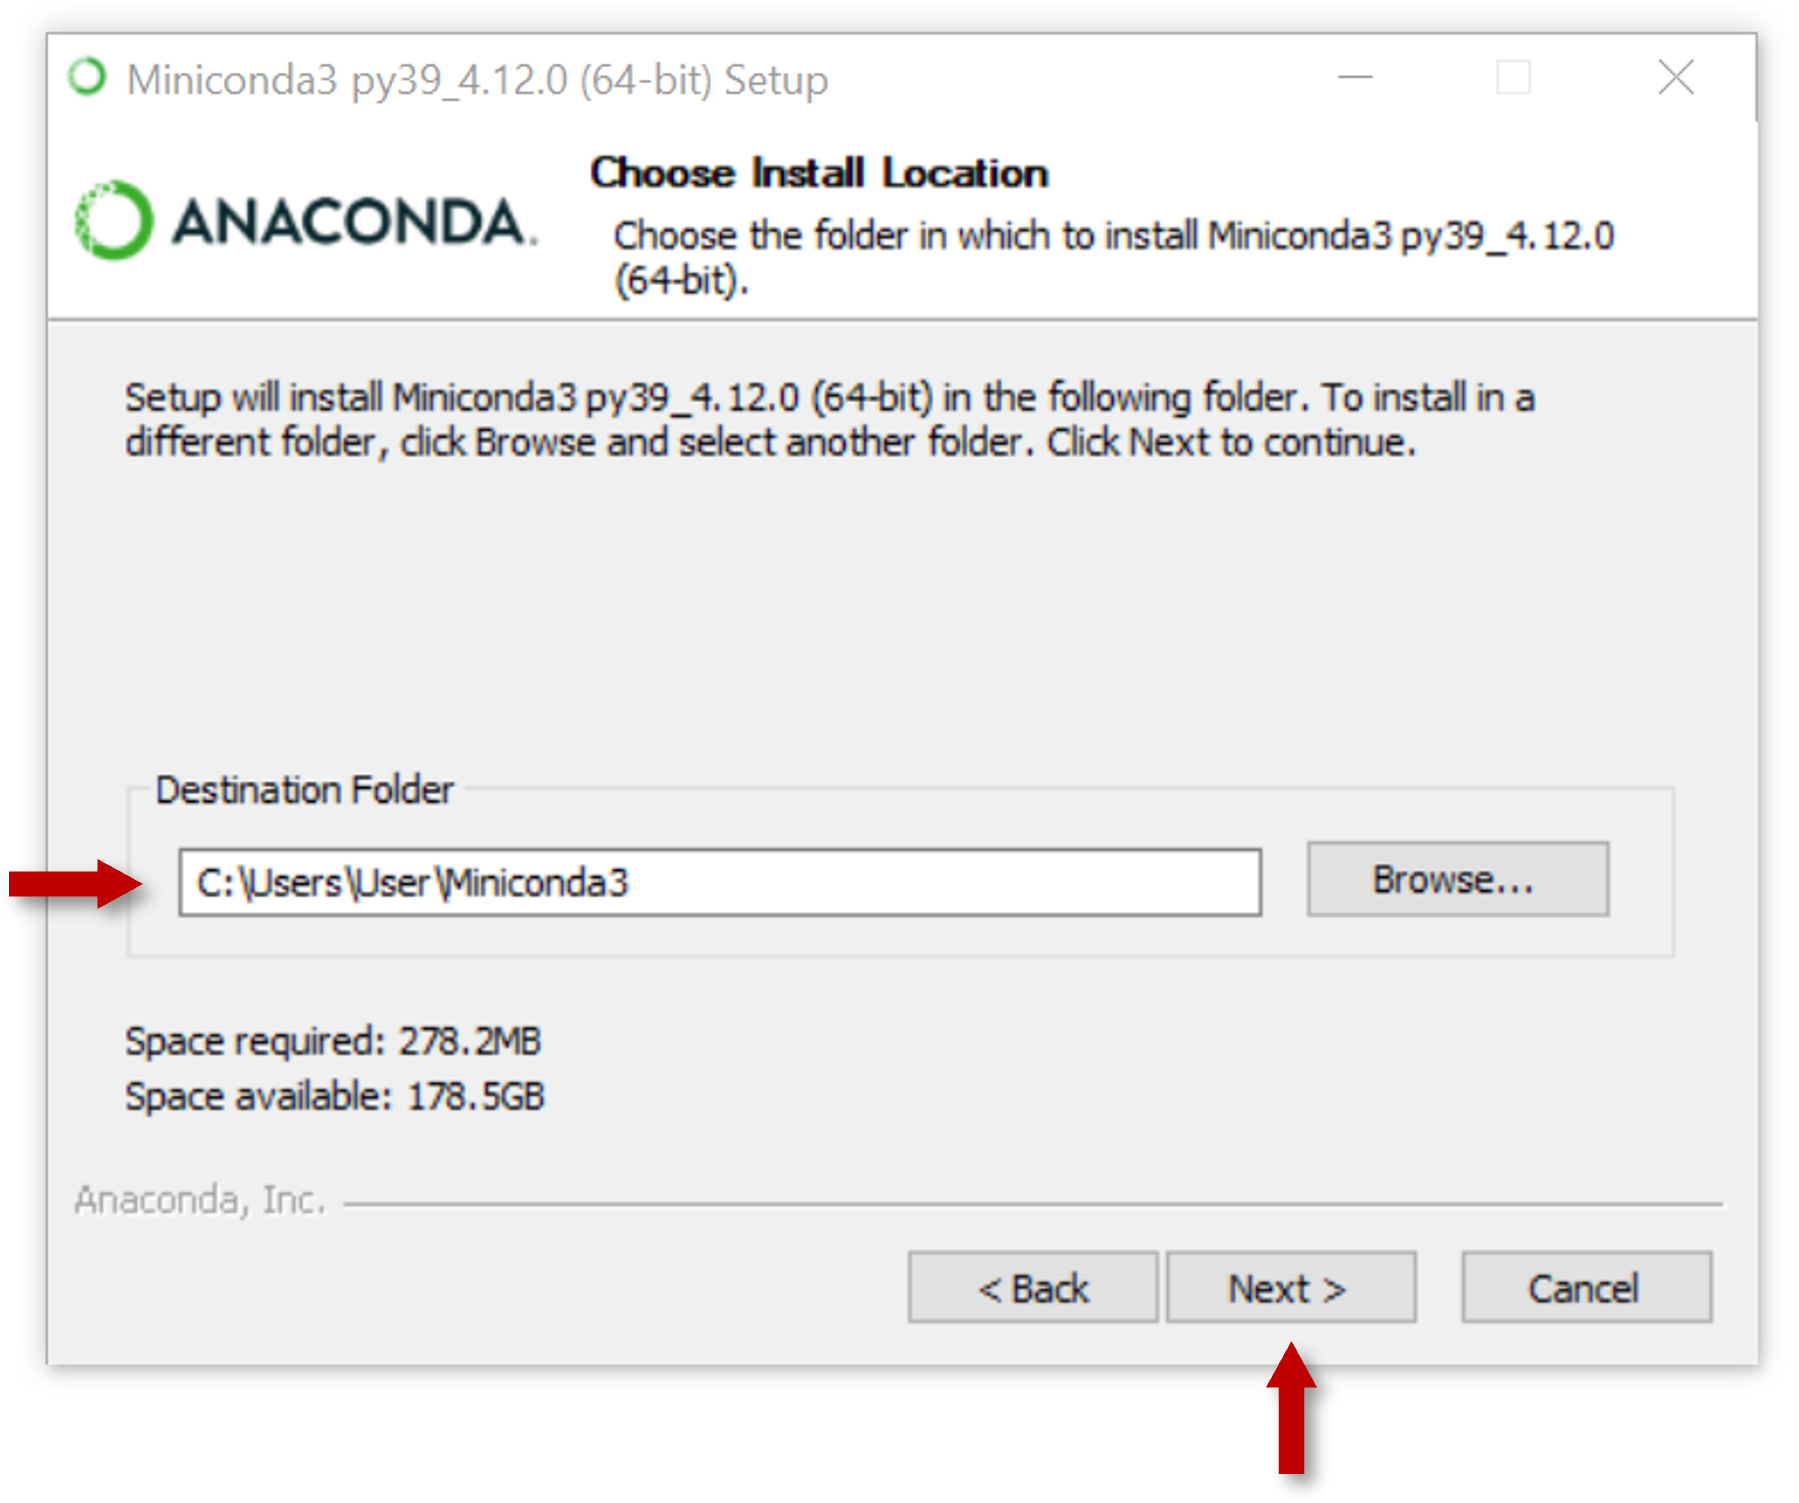 Miniconda3 py39_4.12.0 (64-bit) Setup
ANACONDA.
Choose Install Location
Choose the folder in which to install Miniconda3 py39_4.12.0
(64-bit).
Setup will install Miniconda3 py39_4.12.0 (64-bit) in the following folder. To install in a
different folder, click Browse and select another folder. Click Next to continue.
Destination Folder
C:\Users\User\Miniconda3
Browse...
Space required: 278.2MB
Space available: 178.5GB
Anaconda, Inc.
< Back
Next >
Cancel